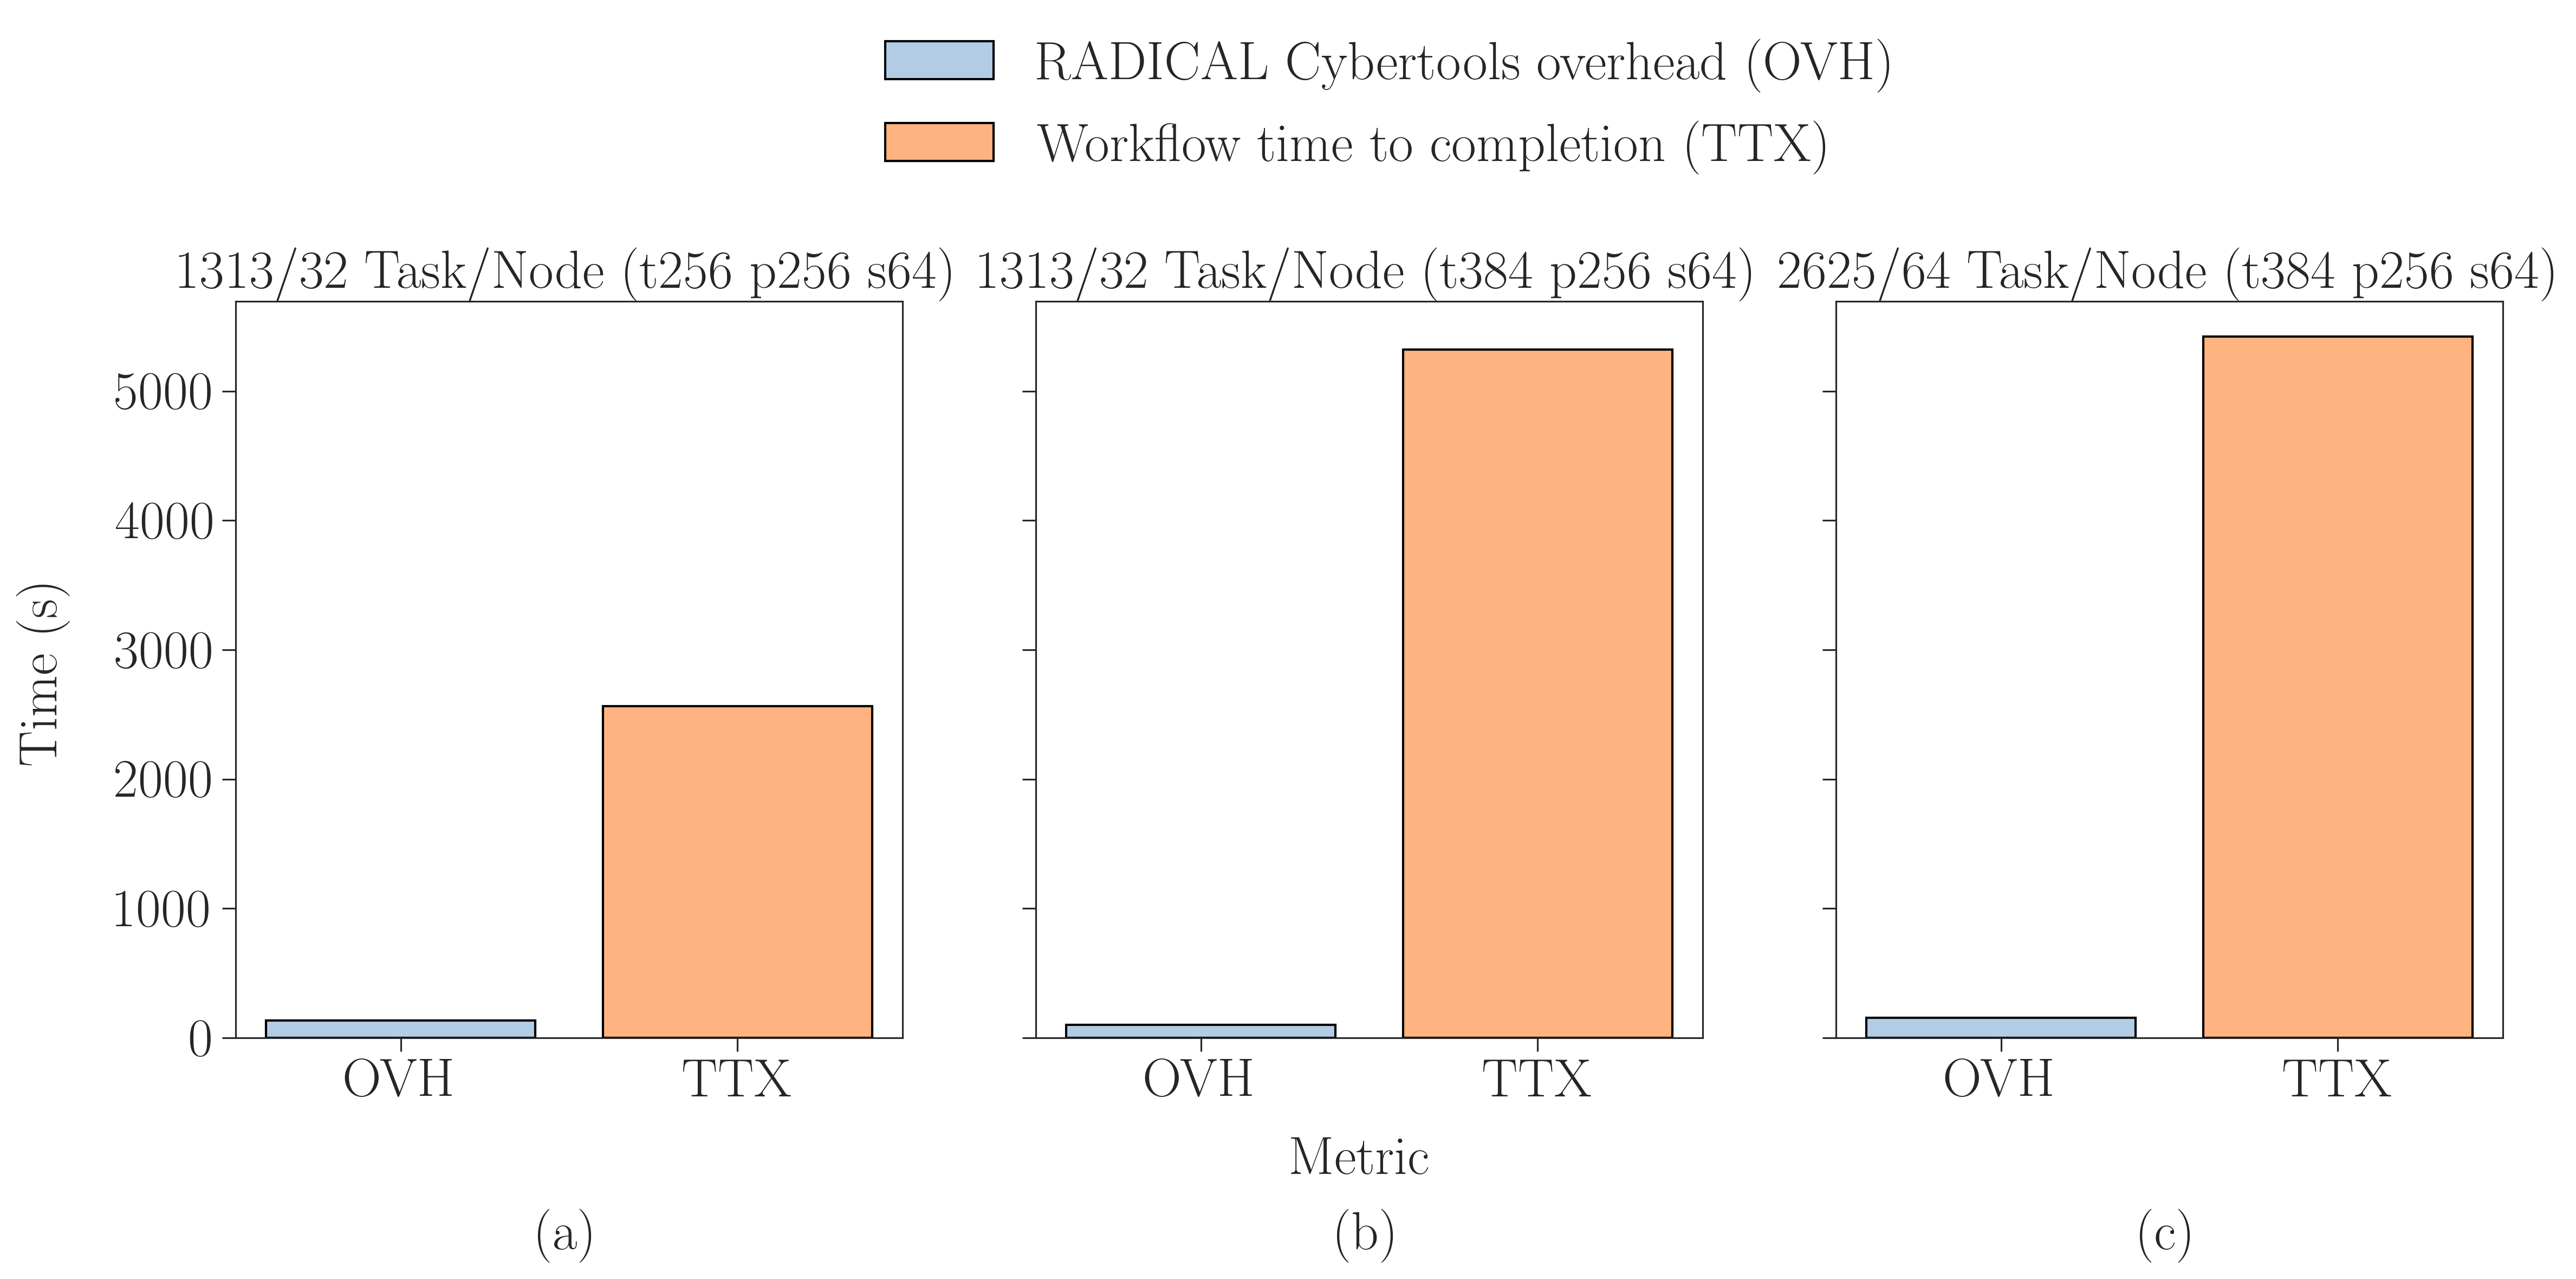 RADICAL Cybertools overhead (OVH)
Workflow time to completion (TTX)
1313/32 Task/Node (t256 p256 s64)
1313/32 Task/Node (t384 p256 s64)
2625/64 Task/Node (t384 p256 s64)
Time (s)
5000
4000
3000
2000
1000
0
OVH TTX
OVH TTX
OVH TTX
Metric
(a)
(b)
(c)